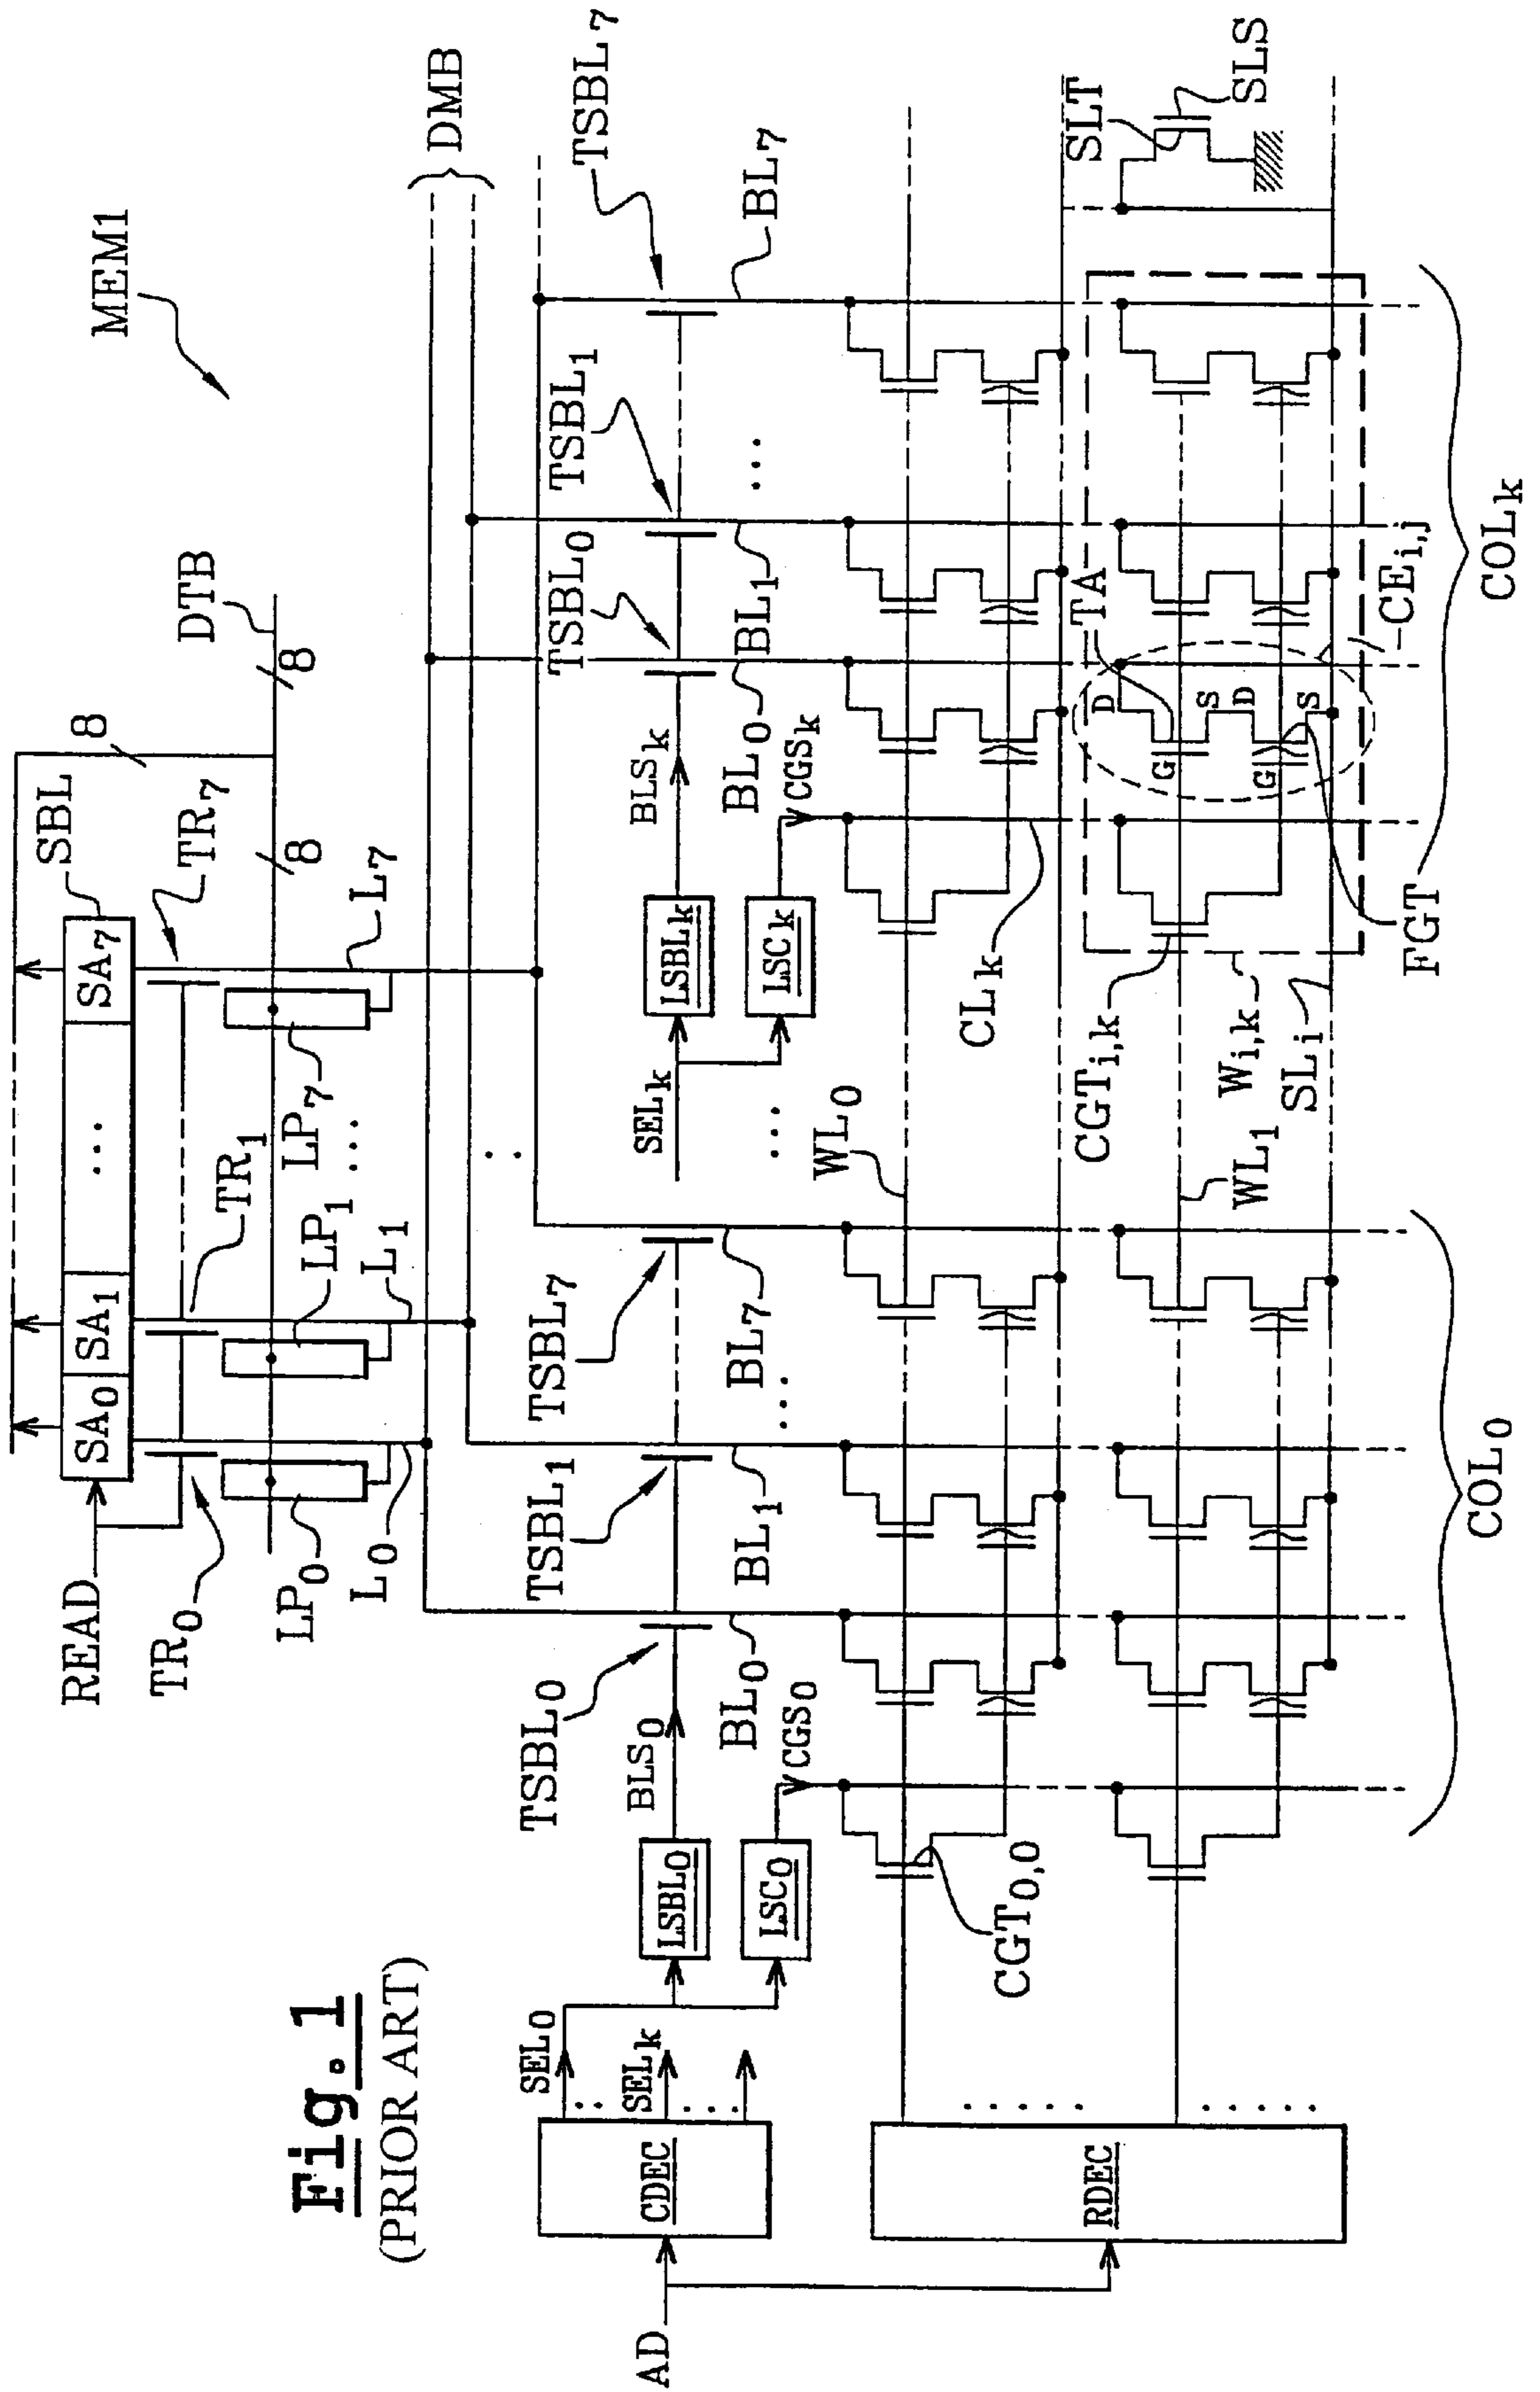 Fig. 1
(PRIOR ART)
MEM1
READ
SA0
SA1
...
SA7
SBL
8
DTB
8
8
TR0
TR1
TR7
LP0
LP1
...
LP7
L0
L1
L7
DMB
..
AD
CDEC
SEL0
..
SELk
...
RDEC
.....
.....
LSBL0
LSC0
BLS0
CGS0
TSBL0
TSBL1
TSBL7
BL0
BL1
...
BL7
SELk
...
LSBLk
LSCk
BLSk
CGSk
TSBL0
TSBL1
TSBL7
BL0
BL1
...
BL7
CGT0,0
WL0
WL1
CLk
CGTi,k
Wi,k
SLi
TA
D
G
S
D
G
S
FGT
CEi,j
SLT
SLS
COL0
COLk